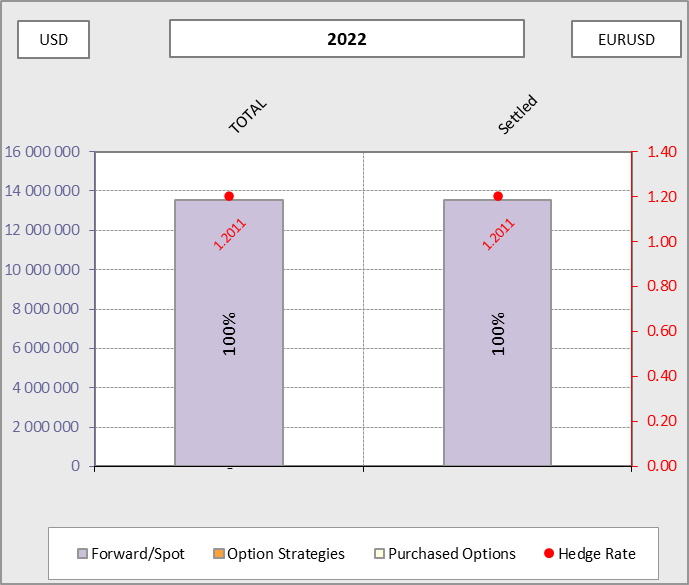 USD
2022
EURUSD
TOTAL
Settled
16 000 000
14 000 000
12 000 000
10 000 000
8 000 000
6 000 000
4 000 000
2 000 000
0
1.40
1.20
1.00
0.80
0.60
0.40
0.20
0.00
1.2011
1.2011
100%
100%
-
Forward/Spot
Option Strategies
Purchased Options
Hedge Rate